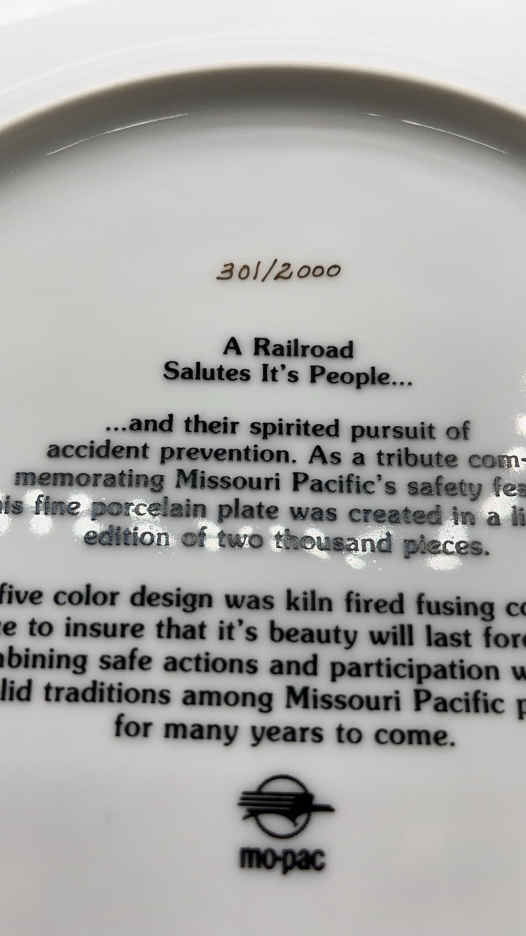 301/2000
A Railroad
Salutes It's People...
...and their spirited pursuit of
accident prevention. As a tribute com-
memorating Missouri Pacific's safety
fine porcelain plate was created in a
edition of two thousand pieces.
five color design was kiln fired fusing
to insure that it's beauty will last
safe actions and participation
traditions among Missouri Pacific
for many years to come.
mo-pac